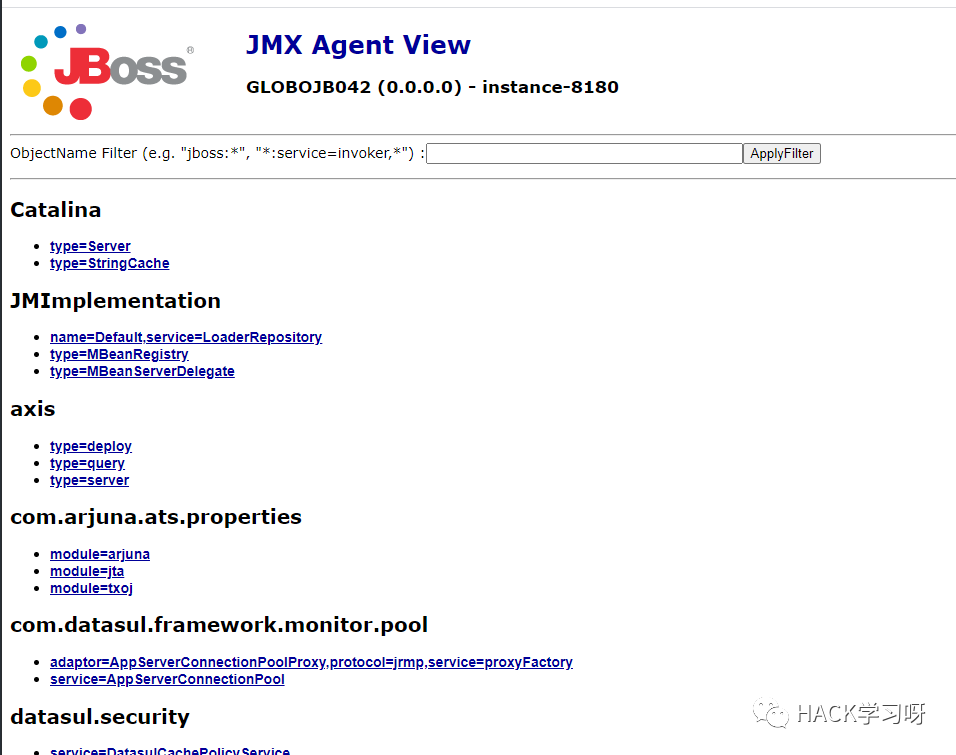 JBoss®
JMX Agent View
GLOBOJB042 (0.0.0.0) - instance-8180
ObjectName Filter (e.g. "jboss:*", "*:service=invoker,*") : ApplyFilter
Catalina
type=Server
type=StringCache
JMImplementation
name=Default,service=LoaderRepository
type=MBeanRegistry
type=MBeanServerDelegate
axis
type=deploy
type=query
type=server
com.arjuna.ats.properties
module=arjuna
module=jta
module=txoj
com.datasul.framework.monitor.pool
adaptor=AppServerConnectionPoolProxy,protocol=jrmp,service=proxyFactory
service=AppServerConnectionPool
datasul.security
service=DatasulCachePolicyService
HACK学习呀